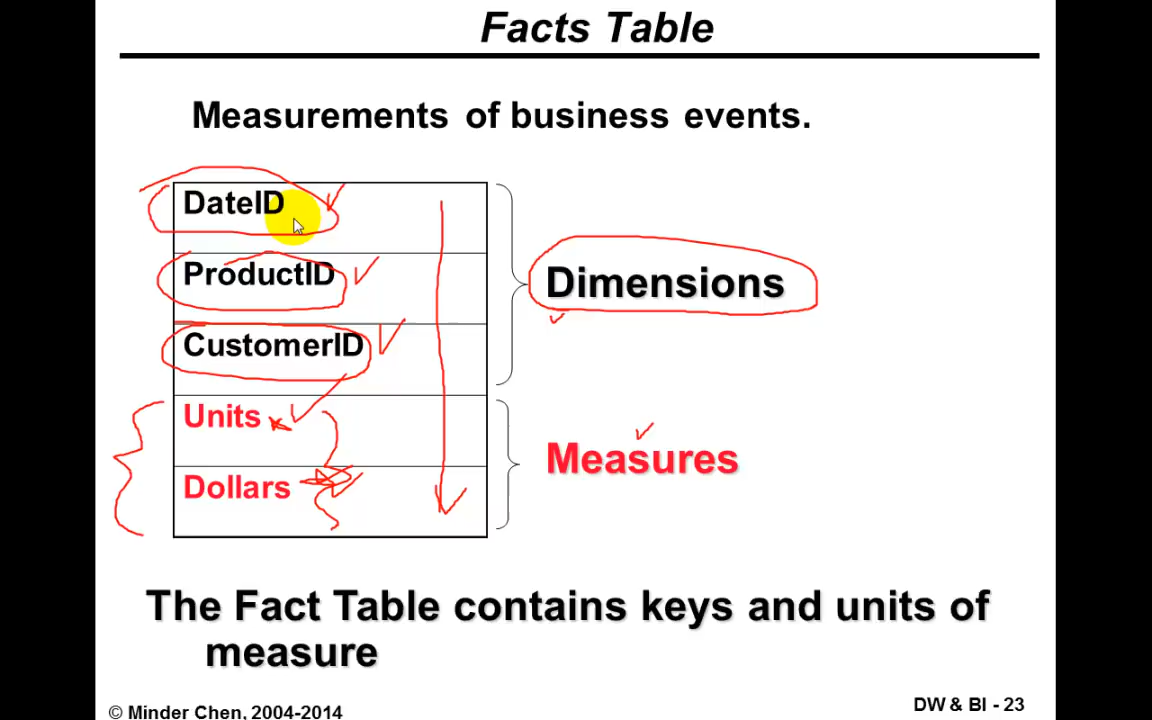 Facts Table
Measurements of business events.
DateID
ProductID
CustomerID
Dimensions
Units
Measures
Dollars
The Fact Table contains keys and units of
measure
© Minder Chen, 2004-2014
DW & BI - 23